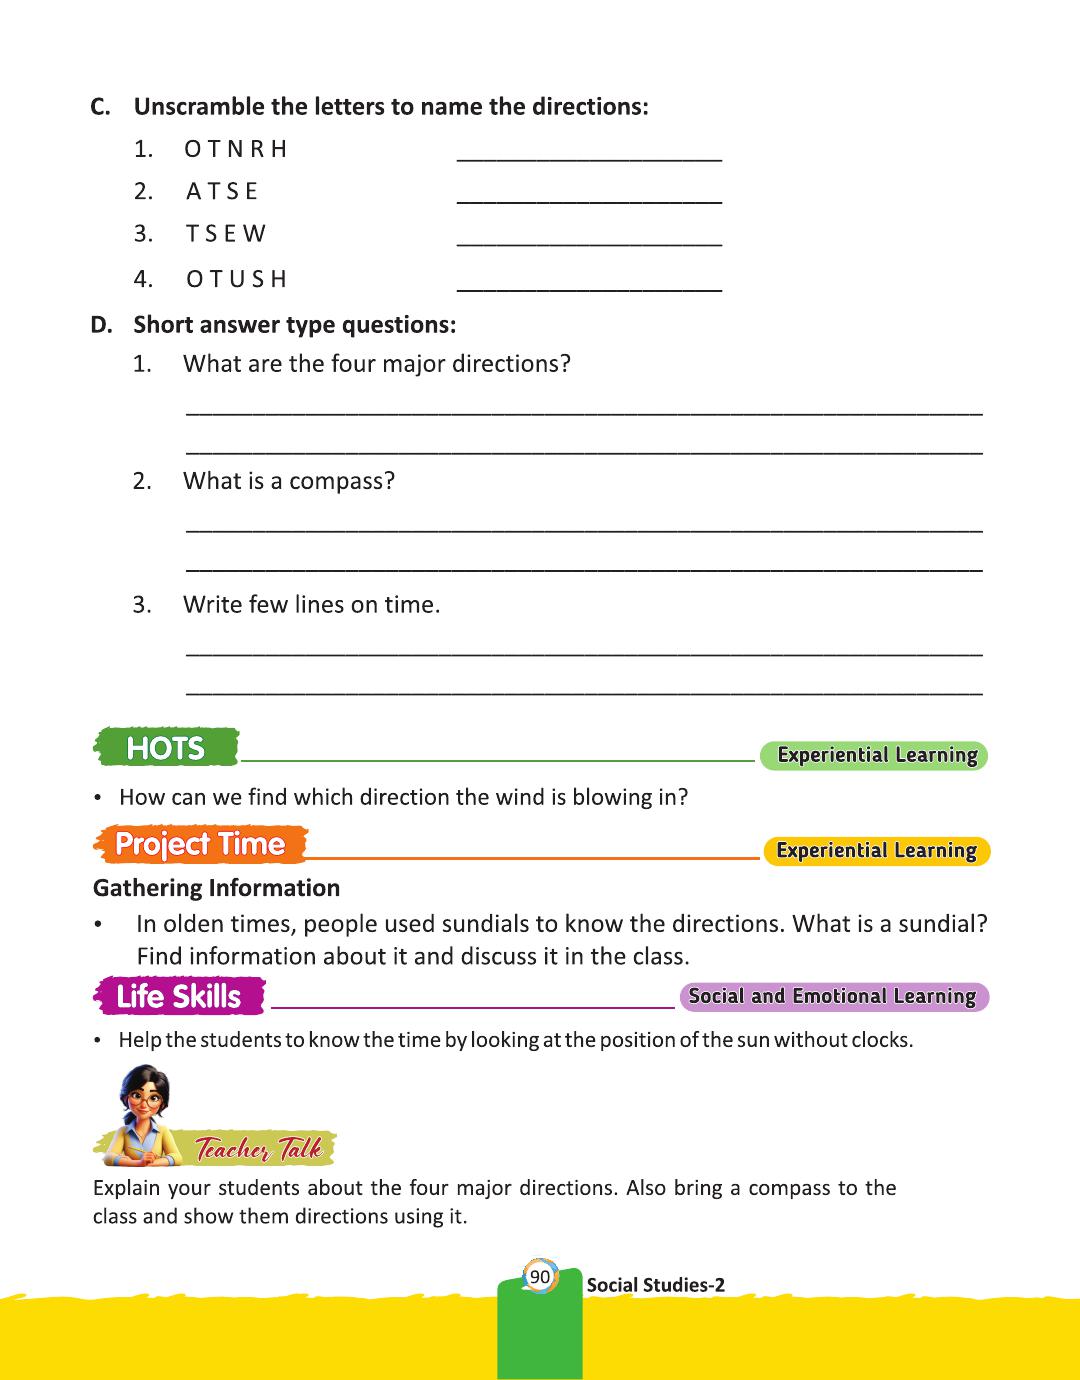 C. Unscramble the letters to name the directions:
1. O T N R H ____________________
2. A T S E ____________________
3. T S E W ____________________
4. O T U S H ____________________
D. Short answer type questions:
1. What are the four major directions?
2. What is a compass?
3. Write few lines on time.
HOTS Experiential Learning
• How can we find which direction the wind is blowing in?
Project Time Experiential Learning
Gathering Information
• In olden times, people used sundials to know the directions. What is a sundial?
Find information about it and discuss it in the class.
Life Skills Social and Emotional Learning
• Help the students to know the time by looking at the position of the sun without clocks.
Teacher Talk
Explain your students about the four major directions. Also bring a compass to the
class and show them directions using it.
90 Social Studies-2